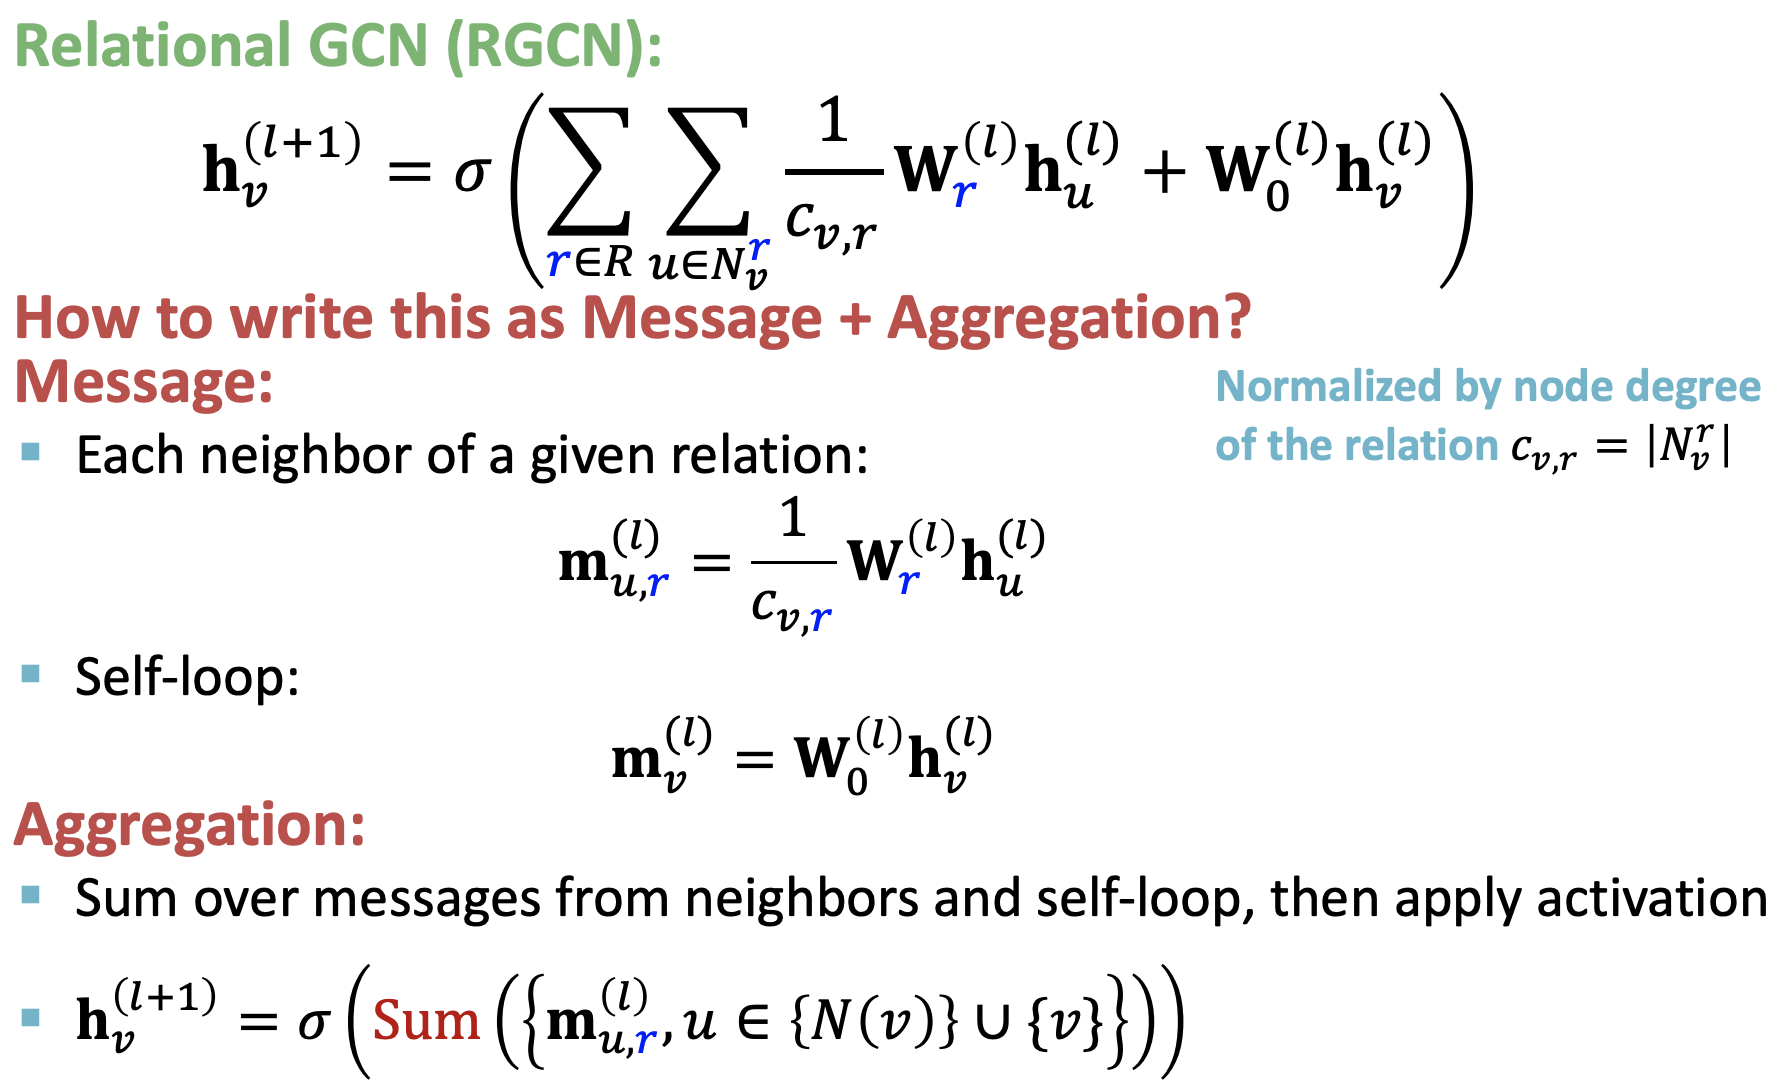 Relational GCN (RGCN):
$\mathbf{h}_v^{(l+1)} = \sigma\left(\sum_{r \in R} \sum_{u \in N_v^r} \frac{1}{c_{v,r}} \mathbf{W}_r^{(l)} \mathbf{h}_u^{(l)} + \mathbf{W}_0^{(l)} \mathbf{h}_v^{(l)}\right)$
How to write this as Message + Aggregation?
Message:
Normalized by node degree
of the relation $c_{v,r} = |N_v^r|$
▪ Each neighbor of a given relation:
$\mathbf{m}_{u,r}^{(l)} = \frac{1}{c_{v,r}} \mathbf{W}_r^{(l)} \mathbf{h}_u^{(l)}$
▪ Self-loop:
$\mathbf{m}_v^{(l)} = \mathbf{W}_0^{(l)} \mathbf{h}_v^{(l)}$
Aggregation:
▪ Sum over messages from neighbors and self-loop, then apply activation
▪ $\mathbf{h}_v^{(l+1)} = \sigma\left(\text{Sum}\left(\left\{\mathbf{m}_{u,r}^{(l)}, u \in \{N(v)\} \cup \{v\}\right\}\right)\right)$